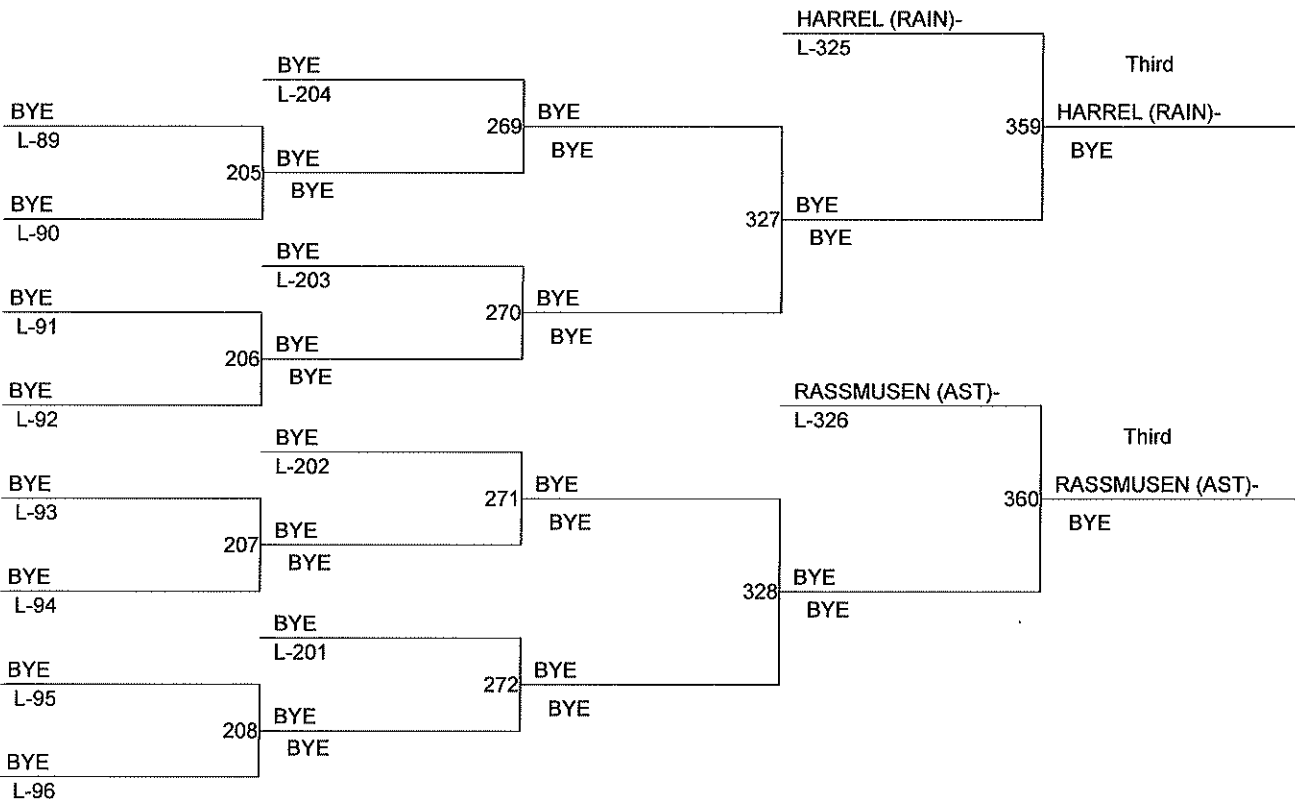 HARREL (RAIN)-
L-325
Third
BYE
L-204
BYE
L-89
269
BYE
BYE
359
HARREL (RAIN)-
BYE
205
BYE
BYE
BYE
L-90
327
BYE
BYE
BYE
L-203
BYE
L-91
270
BYE
BYE
206
BYE
BYE
BYE
L-92
RASSMUSEN (AST)-
L-326
Third
BYE
L-202
BYE
L-93
271
BYE
BYE
360
RASSMUSEN (AST)-
BYE
207
BYE
BYE
BYE
L-94
328
BYE
BYE
BYE
L-201
BYE
L-95
272
BYE
BYE
208
BYE
BYE
BYE
L-96